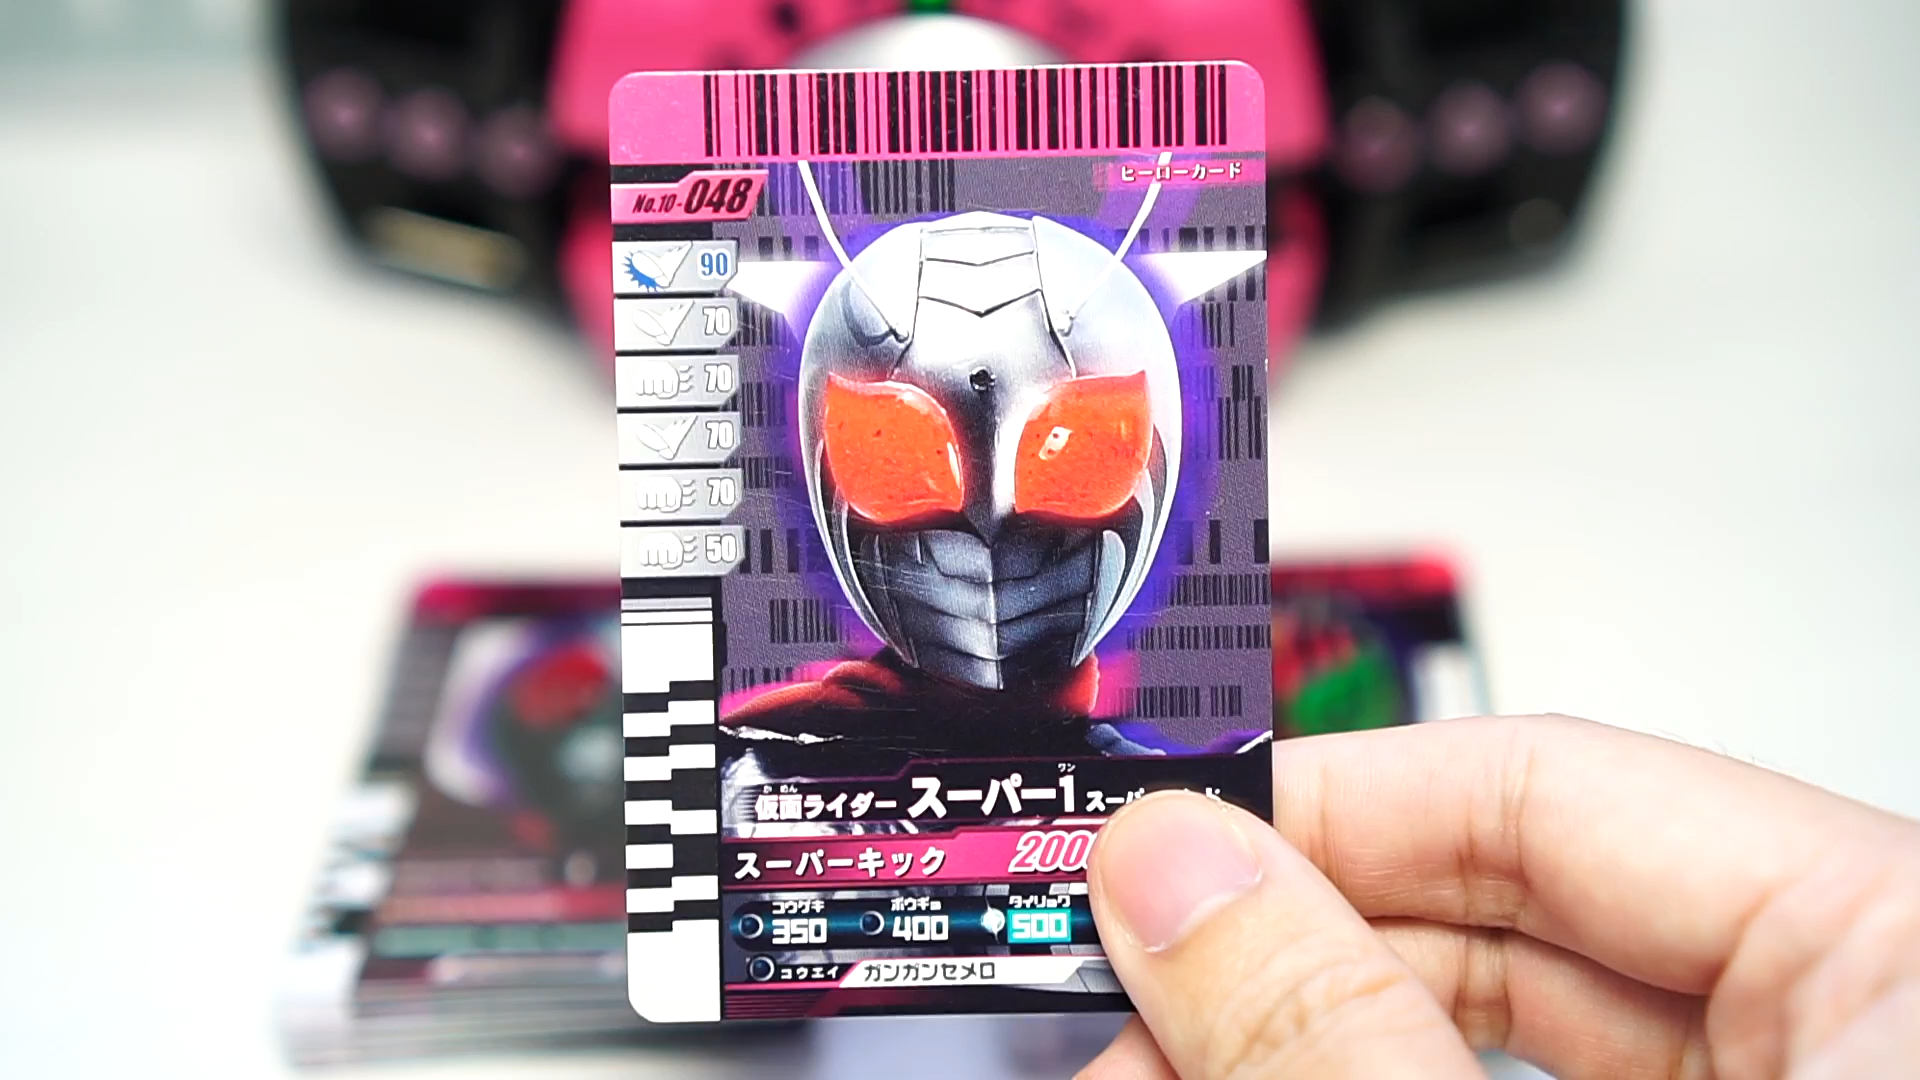 ヒーローカード
No.10-048
90
70
70
70
70
50
仮面ライダー スーパー1
かめん
ワン
スーパーキック
コウゲキ 350
ボウギョ 400
タイリョク 500
コウエイ ガンガンセメロ